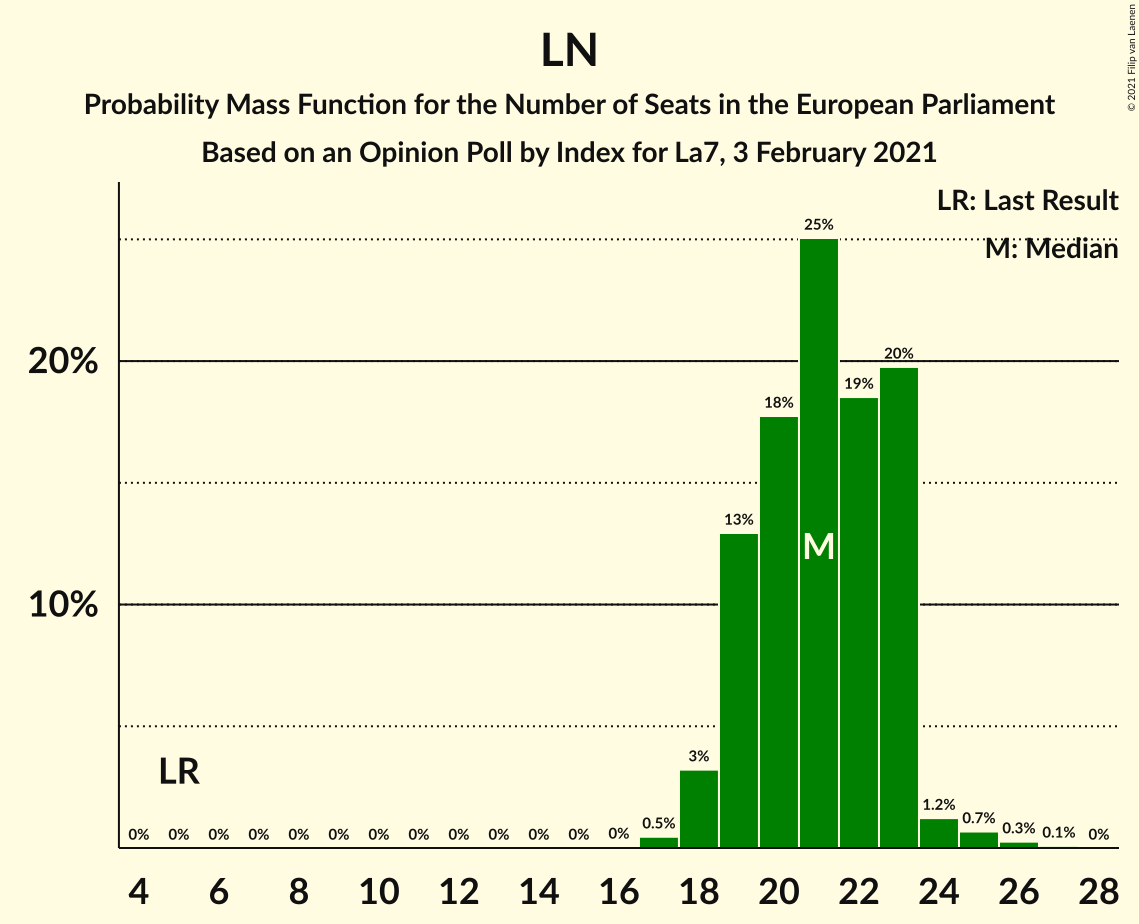 LN
Probability Mass Function for the Number of Seats in the European Parliament
Based on an Opinion Poll by Index for La7, 3 February 2021
© 2021 Filip van Laenen
LR: Last Result
M: Median
25%
20%
20%
19%
18%
13%
M
10%
LR
3%
0% 0% 0% 0% 0% 0% 0% 0% 0% 0% 0% 0% 0% 0.5% 1.2% 0.7% 0.3% 0.1% 0%
4 6 8 10 12 14 16 18 20 22 24 26 28